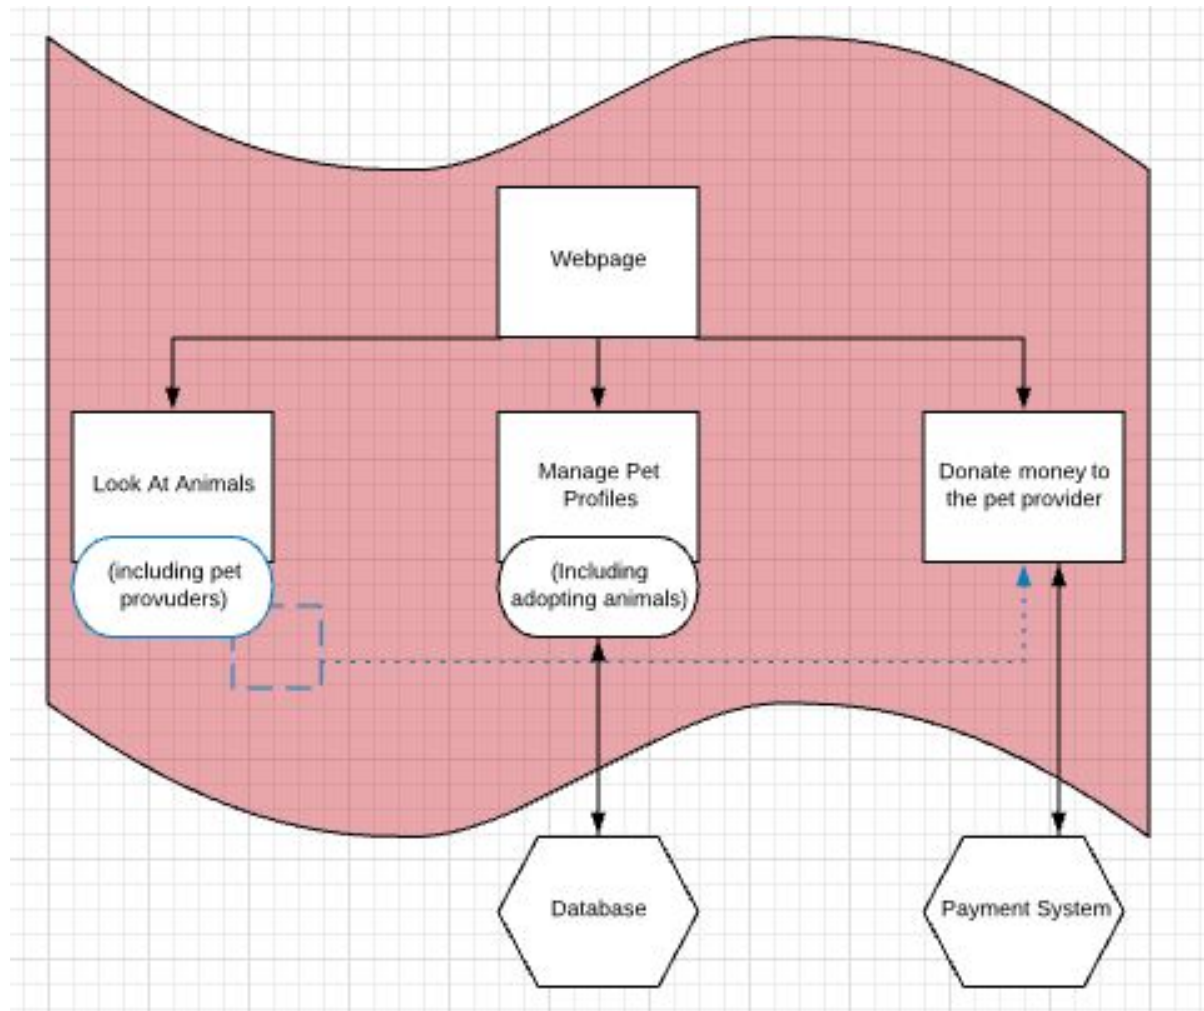 Webpage
Look At Animals
(including pet
provuders)
Manage Pet
Profiles
(Including
adopting animals)
Donate money to
the pet provider
Database
Payment System